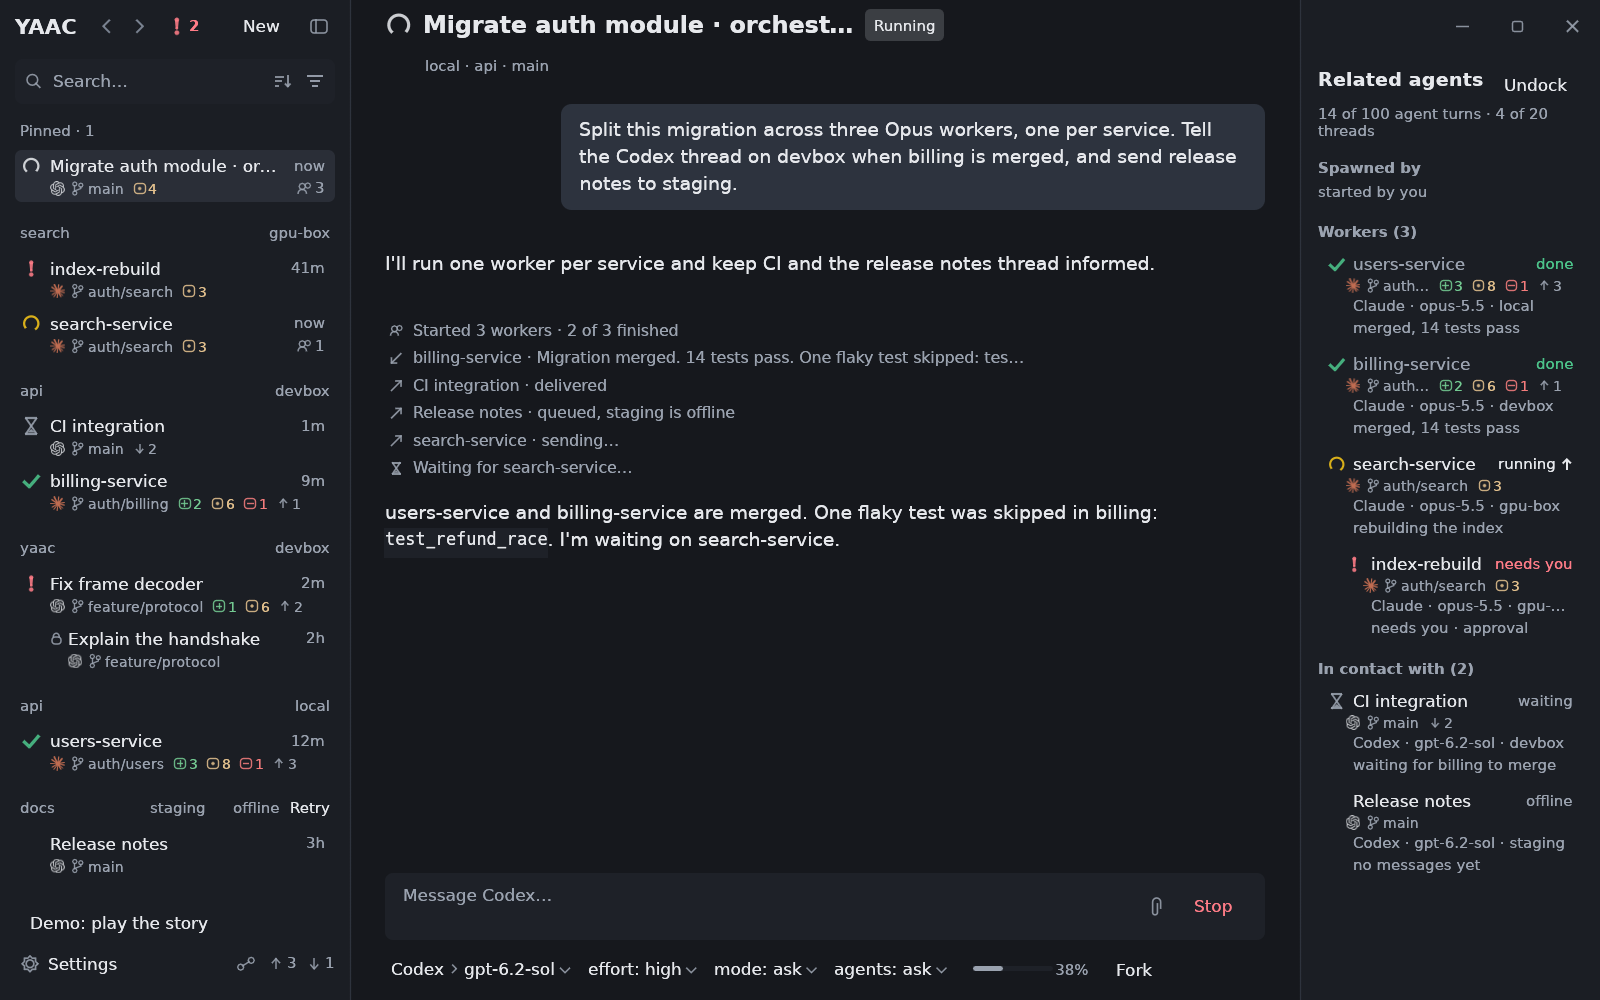 YAAC
2
New
Search…
Pinned · 1
Migrate auth module · or… now
main 4 3
search gpu-box
index-rebuild 41m
auth/search 3
search-service now
auth/search 3 1
api devbox
CI integration 1m
main 2
billing-service 9m
auth/billing 2 6 1 1
yaac devbox
Fix frame decoder 2m
feature/protocol 1 6 2
Explain the handshake 2h
feature/protocol
api local
users-service 12m
auth/users 3 8 1 3
docs staging offline Retry
Release notes 3h
main
Demo: play the story
Settings 3 1
Migrate auth module · orchest… Running
local · api · main
Split this migration across three Opus workers, one per service. Tell
the Codex thread on devbox when billing is merged, and send release
notes to staging.
I'll run one worker per service and keep CI and the release notes thread informed.
Started 3 workers · 2 of 3 finished
billing-service · Migration merged. 14 tests pass. One flaky test skipped: tes…
CI integration · delivered
Release notes · queued, staging is offline
search-service · sending…
Waiting for search-service…
users-service and billing-service are merged. One flaky test was skipped in billing:
test_refund_race. I'm waiting on search-service.
Message Codex…
Stop
Codex gpt-6.2-sol effort: high mode: ask agents: ask 38% Fork
Related agents Undock
14 of 100 agent turns · 4 of 20
threads
Spawned by
started by you
Workers (3)
users-service done
auth… 3 8 1 3
Claude · opus-5.5 · local
merged, 14 tests pass
billing-service done
auth… 2 6 1 1
Claude · opus-5.5 · devbox
merged, 14 tests pass
search-service running
auth/search 3
Claude · opus-5.5 · gpu-box
rebuilding the index
index-rebuild needs you
auth/search 3
Claude · opus-5.5 · gpu-…
needs you · approval
In contact with (2)
CI integration waiting
main 2
Codex · gpt-6.2-sol · devbox
waiting for billing to merge
Release notes offline
main
Codex · gpt-6.2-sol · staging
no messages yet